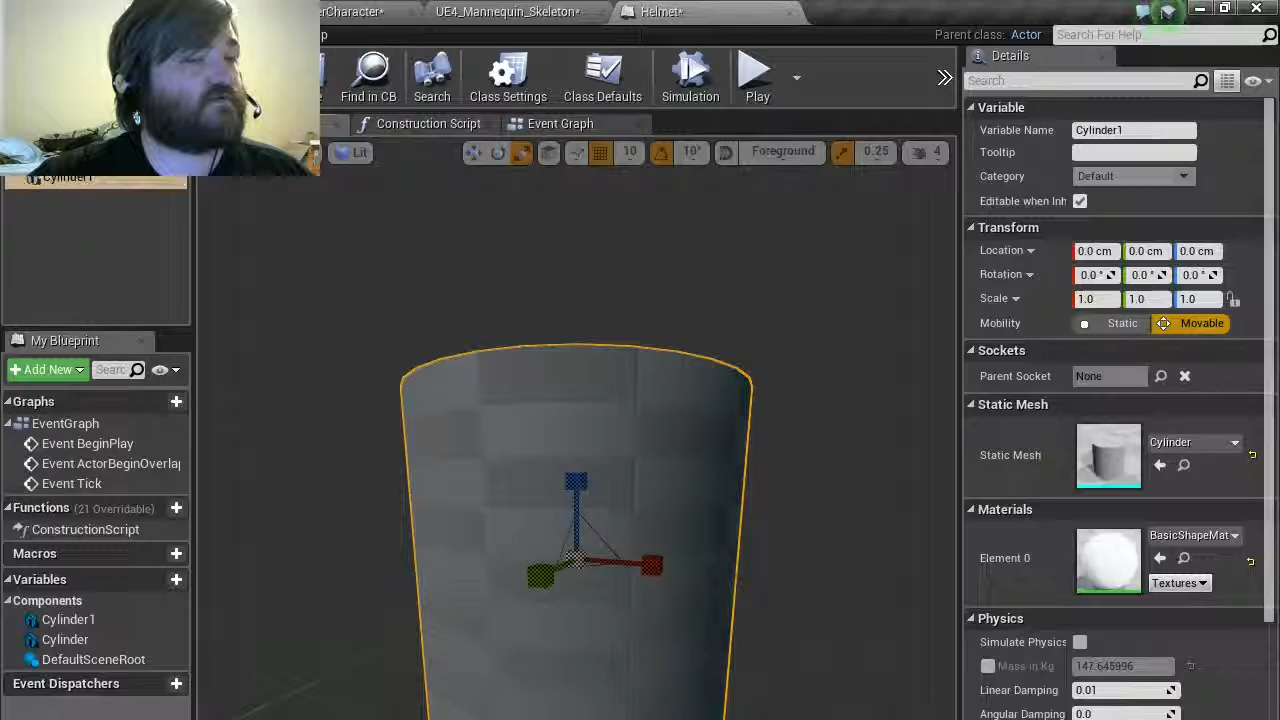 erCharacter*
UE4_Mannequin_Skeleton*
Helmet*
p
Parent class: Actor
Search For Help
Find in CB
Search
Class Settings
Class Defaults
Simulation
Play
Details
Search
Construction Script
Event Graph
Lit
10
10°
Foreground
0.25
4
Cylinder1
Variable
Variable Name Cylinder1
Tooltip
Category Default
Editable when Inh
Transform
Location 0.0 cm 0.0 cm 0.0 cm
Rotation 0.0 ° 0.0 ° 0.0 °
Scale 1.0 1.0 1.0
Mobility Static Movable
Sockets
Parent Socket None
Static Mesh
Static Mesh Cylinder
Materials
Element 0 BasicShapeMat
Textures
Physics
Simulate Physics
Mass in Kg 147.645996
Linear Damping 0.01
Angular Damping 0.0
My Blueprint
Add New Searc
Graphs
EventGraph
Event BeginPlay
Event ActorBeginOverlap
Event Tick
Functions (21 Overridable)
ConstructionScript
Macros
Variables
Components
Cylinder1
Cylinder
DefaultSceneRoot
Event Dispatchers